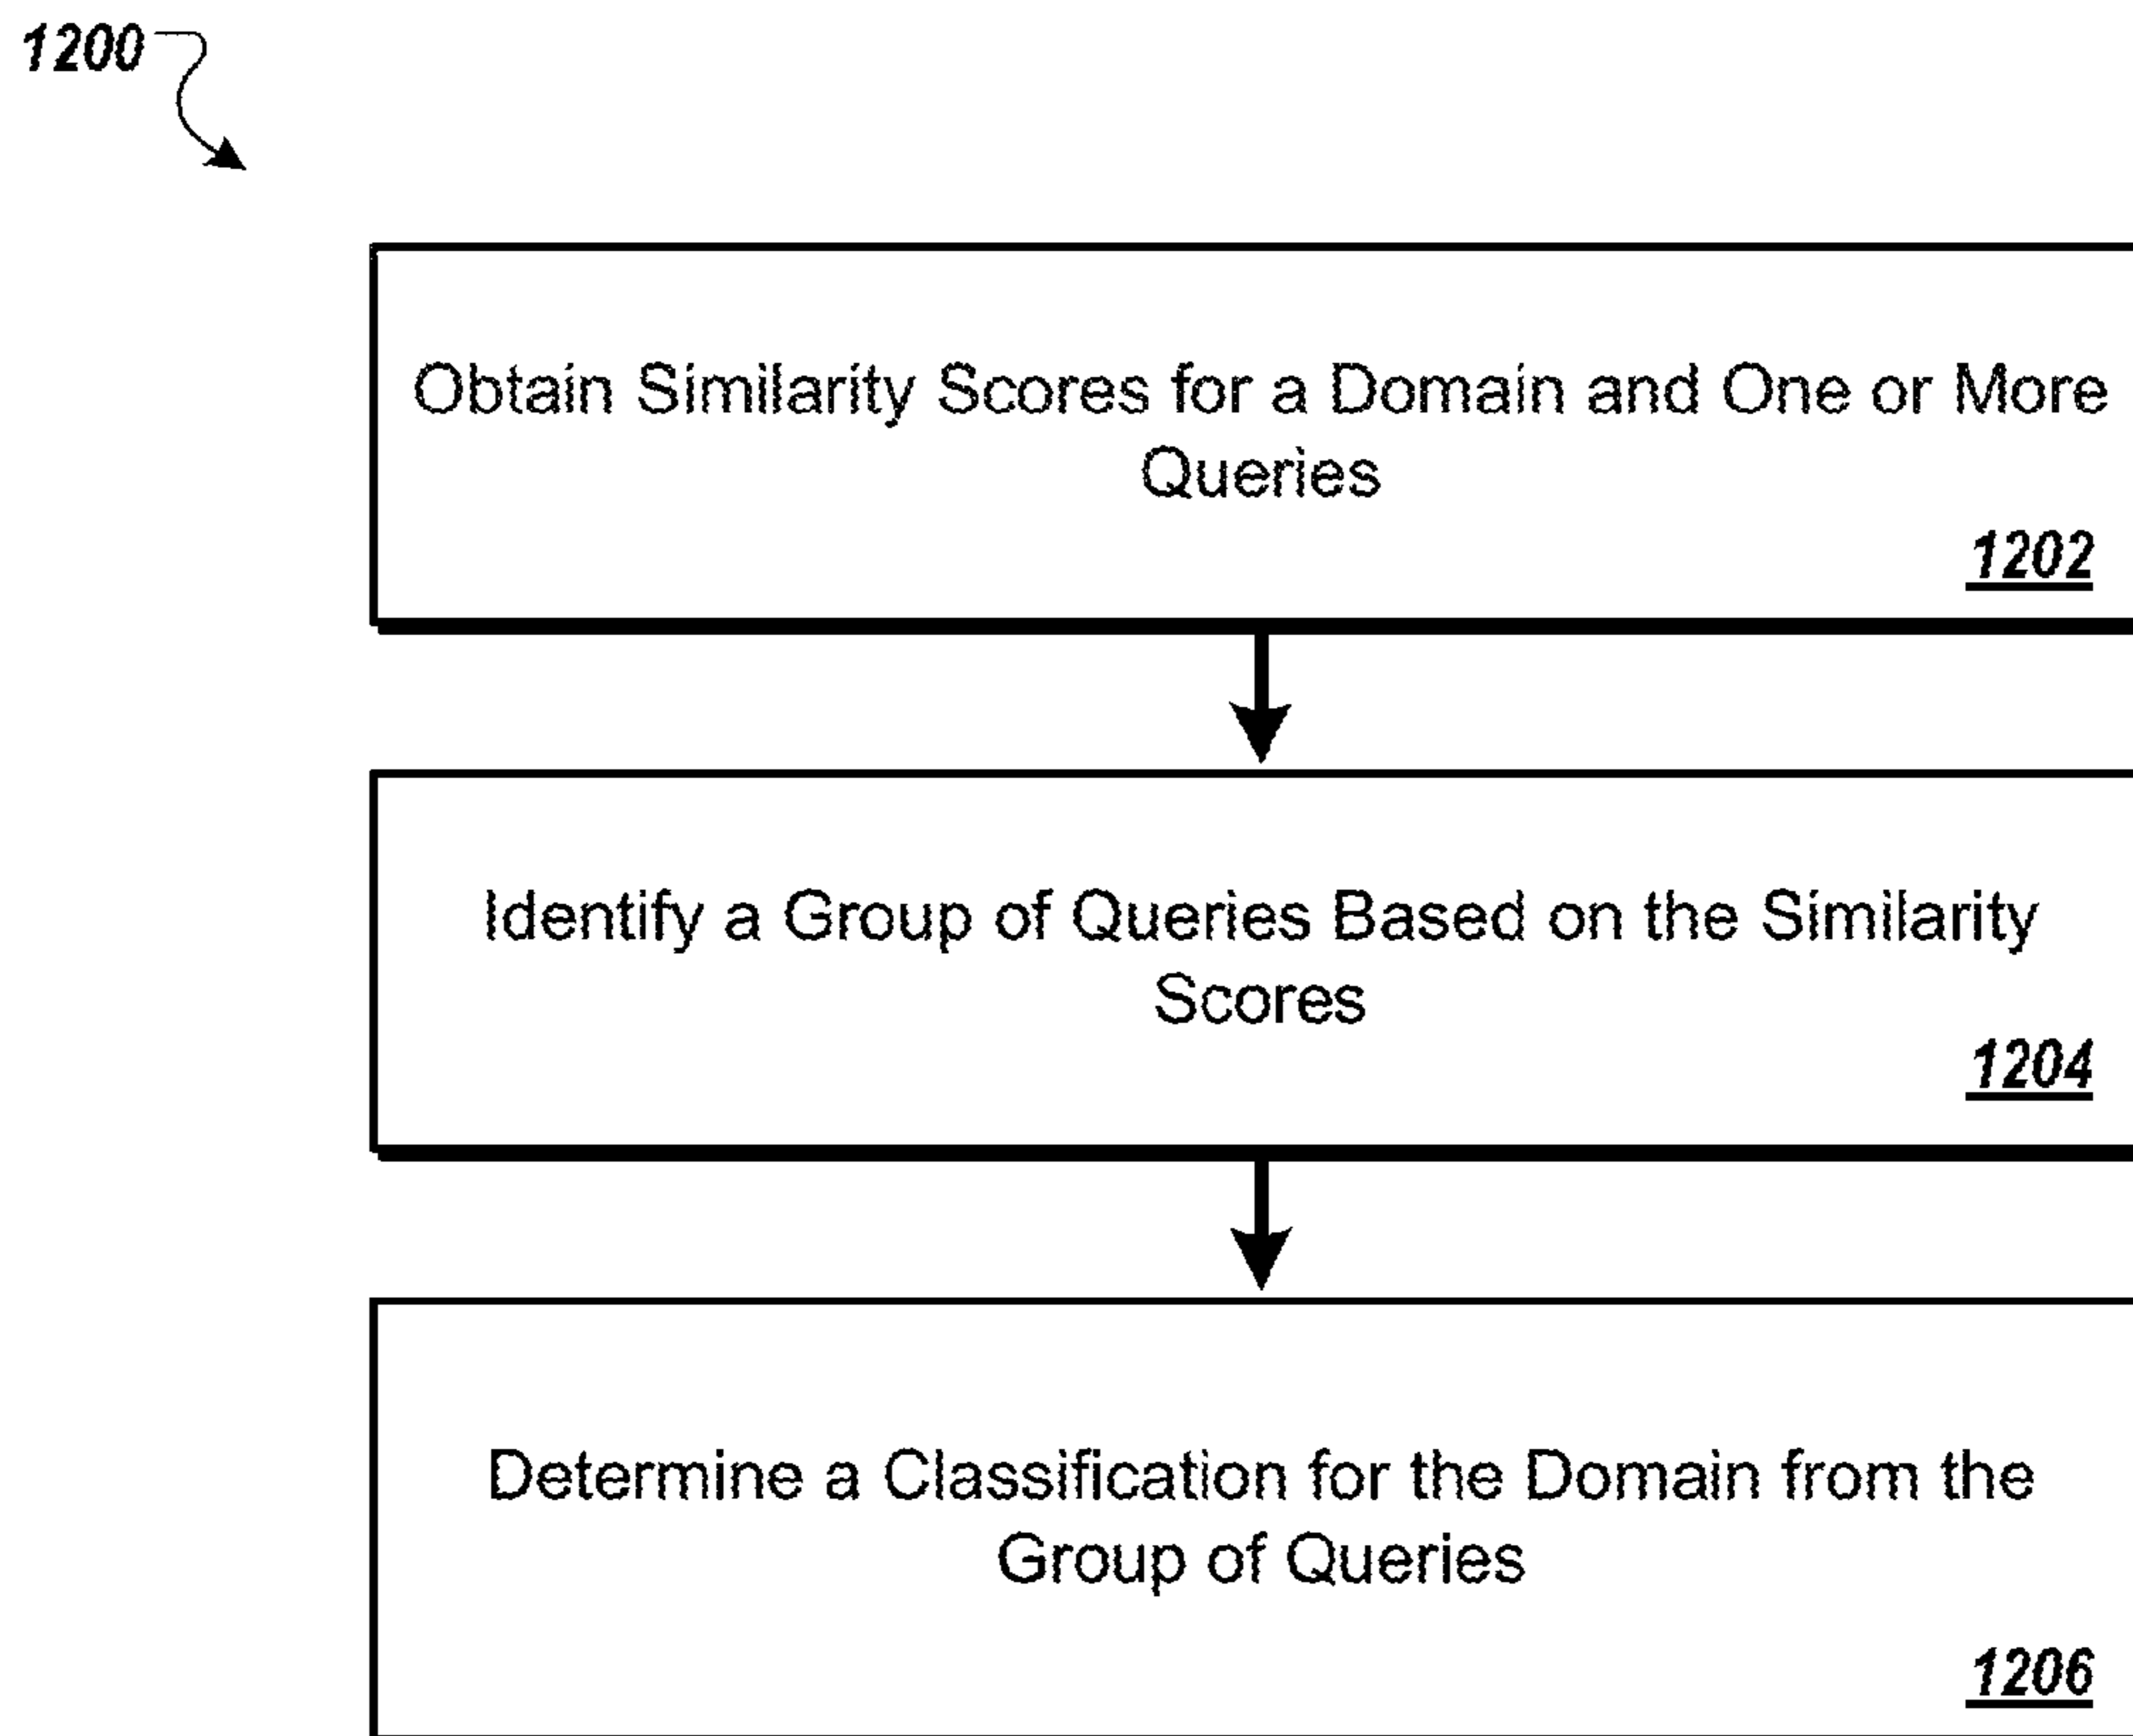 1200
Obtain Similarity Scores for a Domain and One or More
Queries
1202
Identify a Group of Queries Based on the Similarity
Scores
1204
Determine a Classification for the Domain from the
Group of Queries
1206